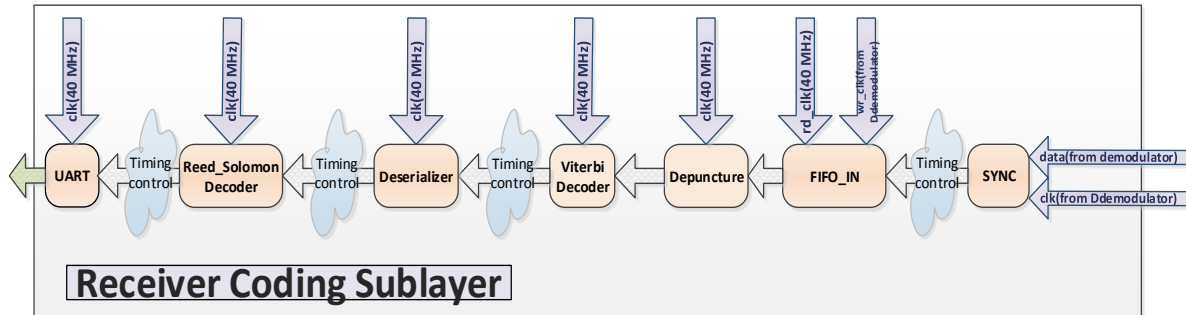 clk(40 MHz)
clk(40 MHz)
clk(40 MHz)
clk(40 MHz)
clk(40 MHz)
rd_clk(40 MHz)
wr_clk(from
Ddemodulator)
UART
Timing
control
Reed_Solomon
Decoder
Timing
control
Deserializer
Timing
control
Viterbi
Decoder
Depuncture
FIFO_IN
Timing
control
SYNC
data(from demodulator)
clk(from Ddemodulator)
Receiver Coding Sublayer